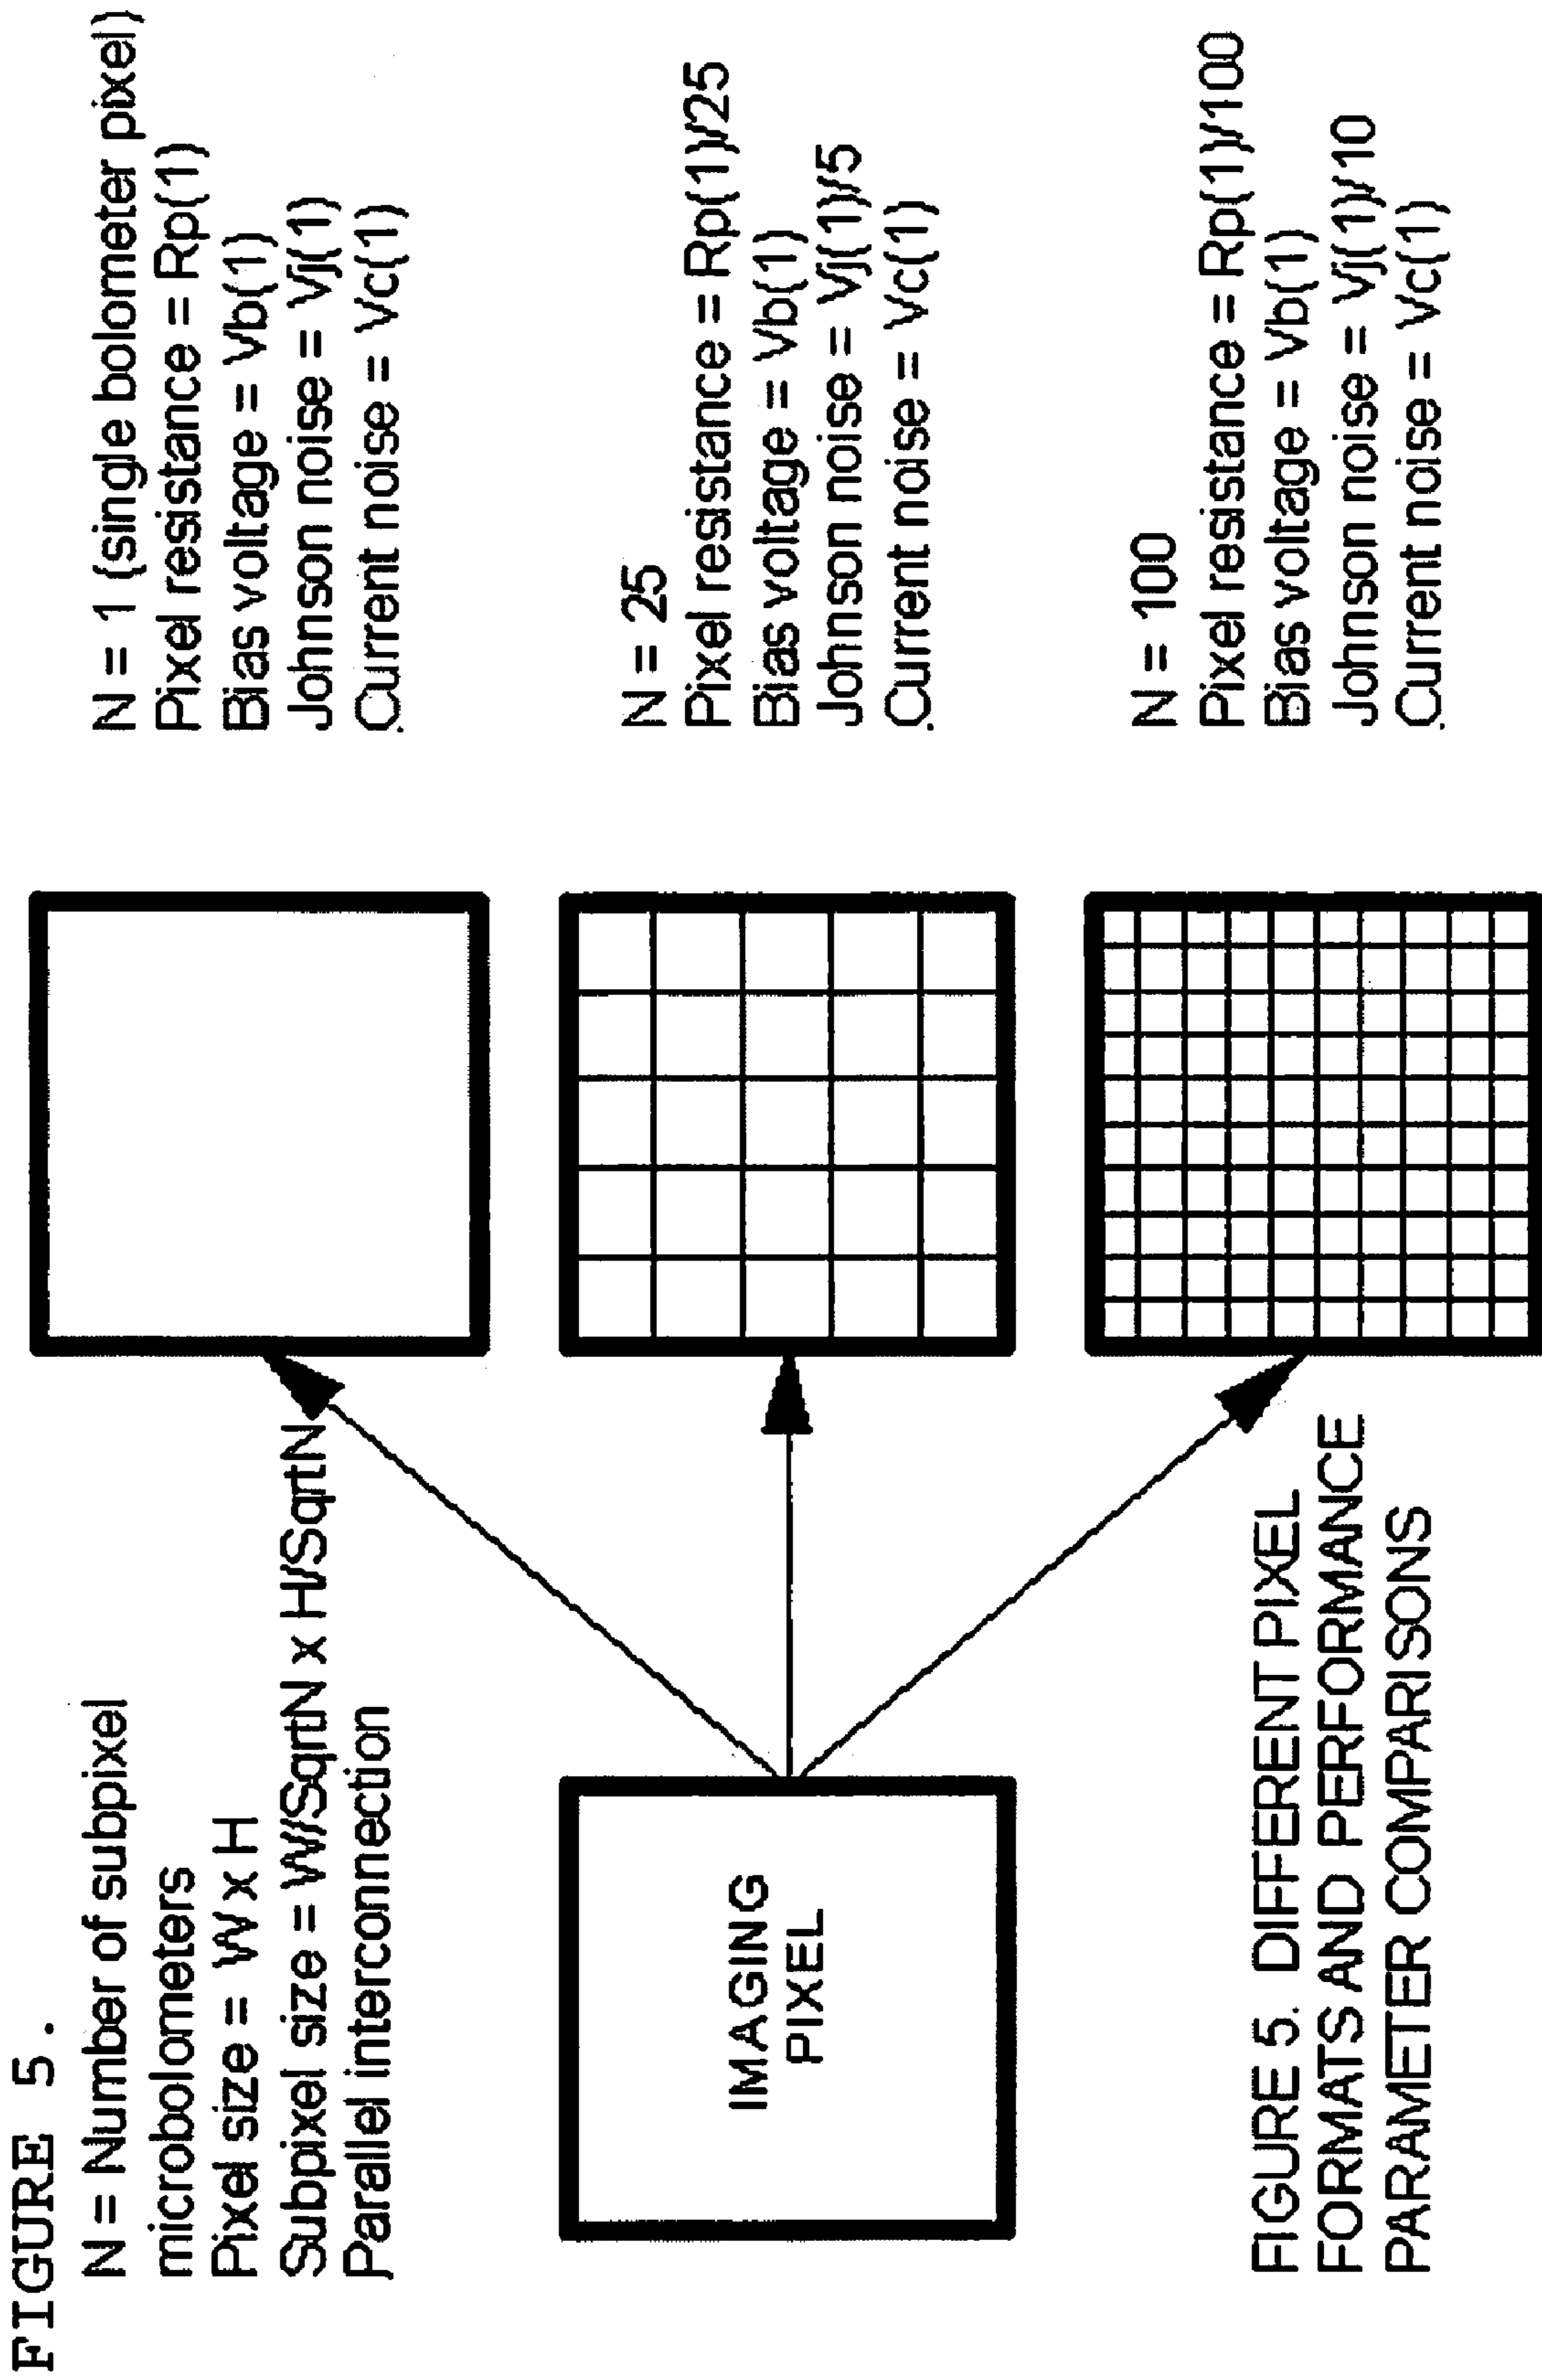 FIGURE 5.
N = Number of subpixel
microbolometers
Pixel size = W x H
Subpixel size = W/SqrtN x H/SqrtN
Parallel interconnection
IMAGING
PIXEL
N = 1 (single bolometer pixel)
Pixel resistance = Rp(1)
Bias voltage = Vb(1)
Johnson noise = Vj(1)
Current noise = Vc(1)
N = 25
Pixel resistance = Rp(1)/25
Bias voltage = Vb(1)
Johnson noise = Vj(1)/5
Current noise = Vc(1)
N = 100
Pixel resistance = Rp(1)/100
Bias voltage = Vb(1)
Johnson noise = Vj(1)/10
Current noise = Vc(1)
FIGURE 5. DIFFERENT PIXEL
FORMATS AND PERFORMANCE
PARAMETER COMPARISONS